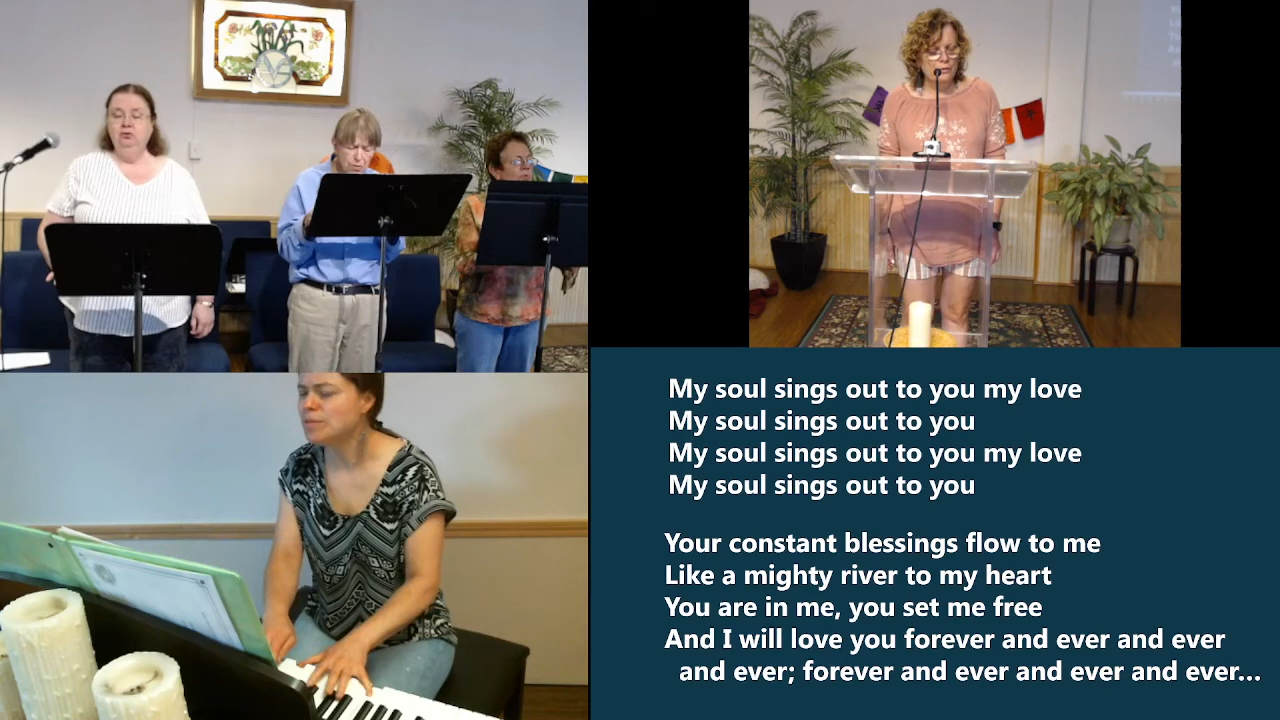 My soul sings out to you my love
My soul sings out to you
My soul sings out to you my love
My soul sings out to you
Your constant blessings flow to me
Like a mighty river to my heart
You are in me, you set me free
And I will love you forever and ever and ever
and ever; forever and ever and ever and ever...